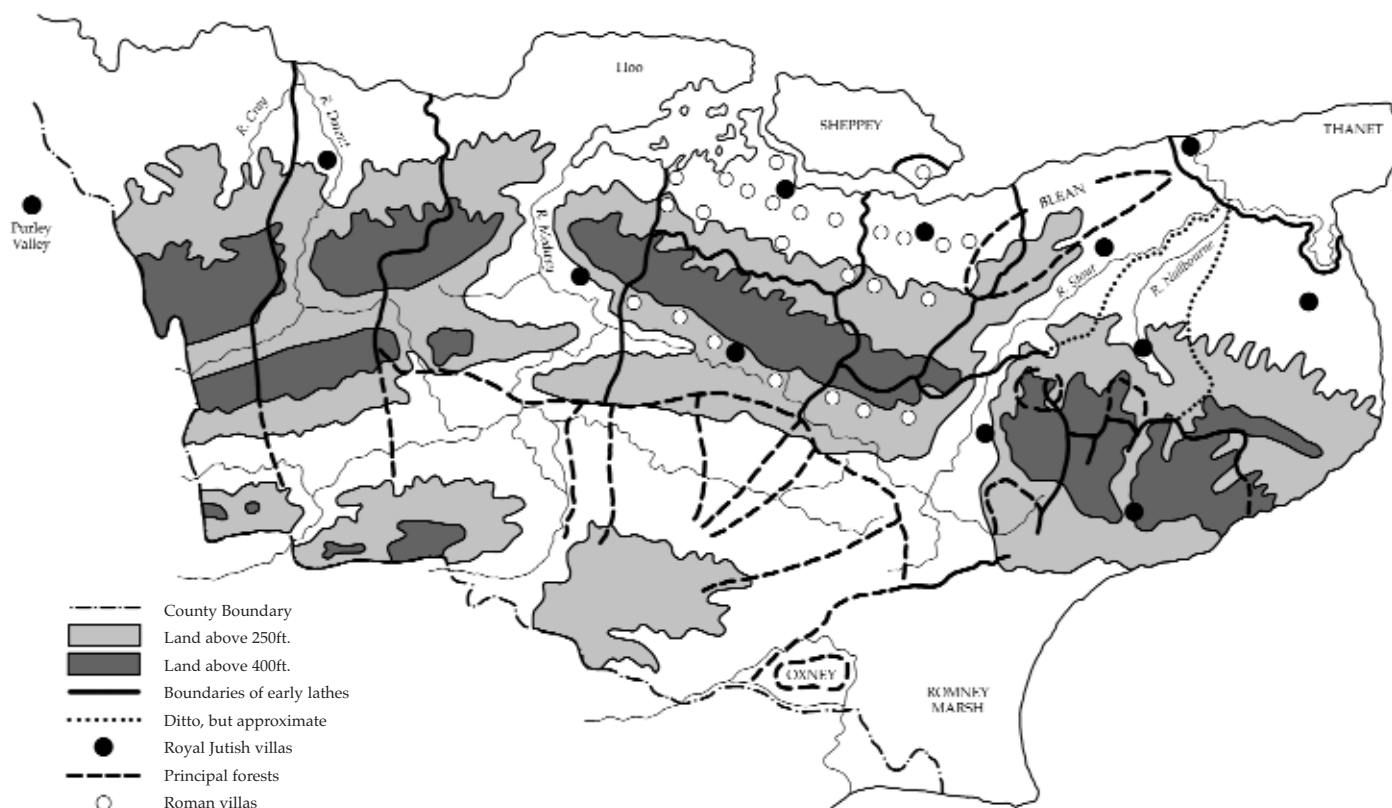 Hoo
R. Cray
R. Darent
SHEPPEY
THANET
Purley
Valley
BLEAN
R. Medway
R. Stour
R. Nailbourne
OXNEY
ROMNEY
MARSH
County Boundary
Land above 250ft.
Land above 400ft.
Boundaries of early lathes
Ditto, but approximate
Royal Jutish villas
Principal forests
Roman villas